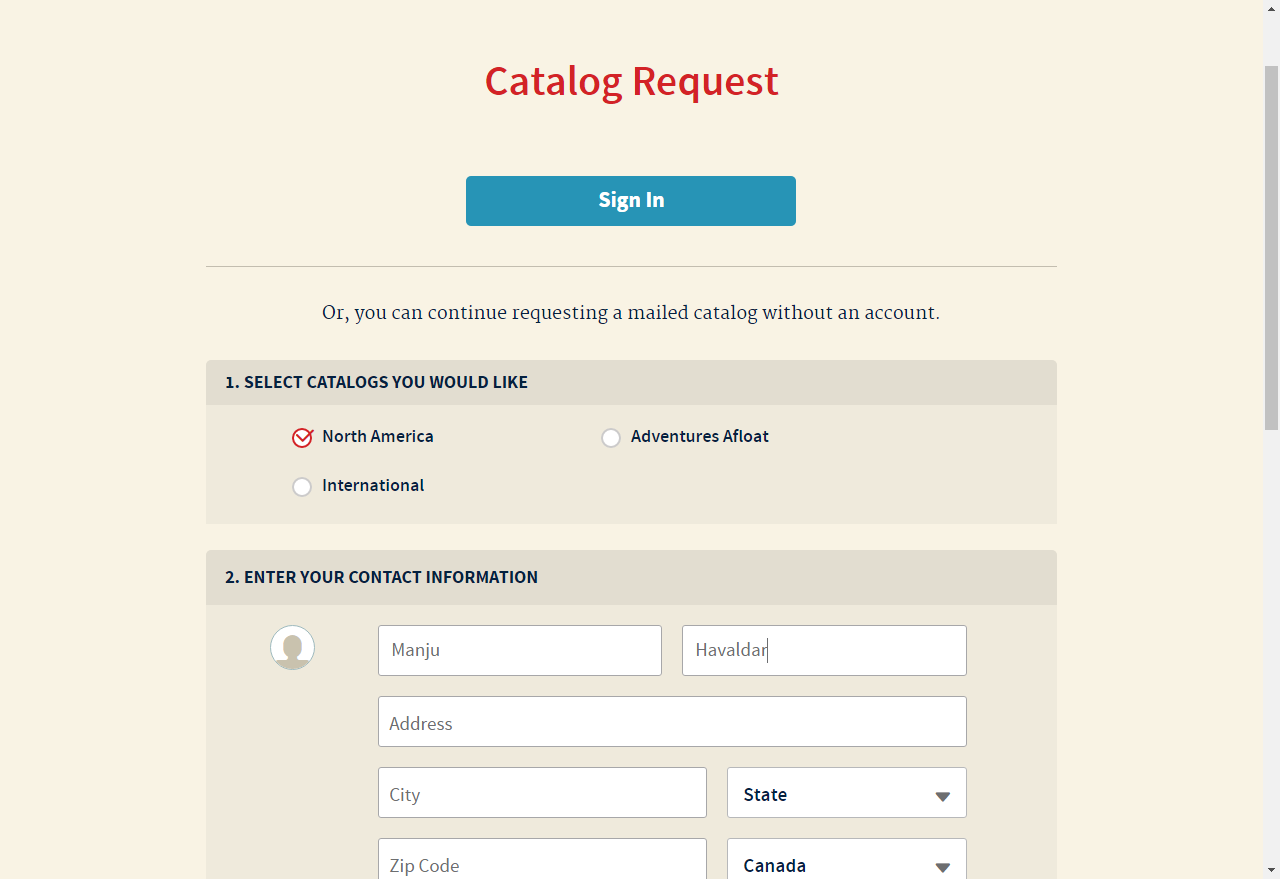 Catalog Request
Sign In
Or, you can continue requesting a mailed catalog without an account.
1. SELECT CATALOGS YOU WOULD LIKE
North America
Adventures Afloat
International
2. ENTER YOUR CONTACT INFORMATION
Manju
Havaldar
Address
City
State
Zip Code
Canada